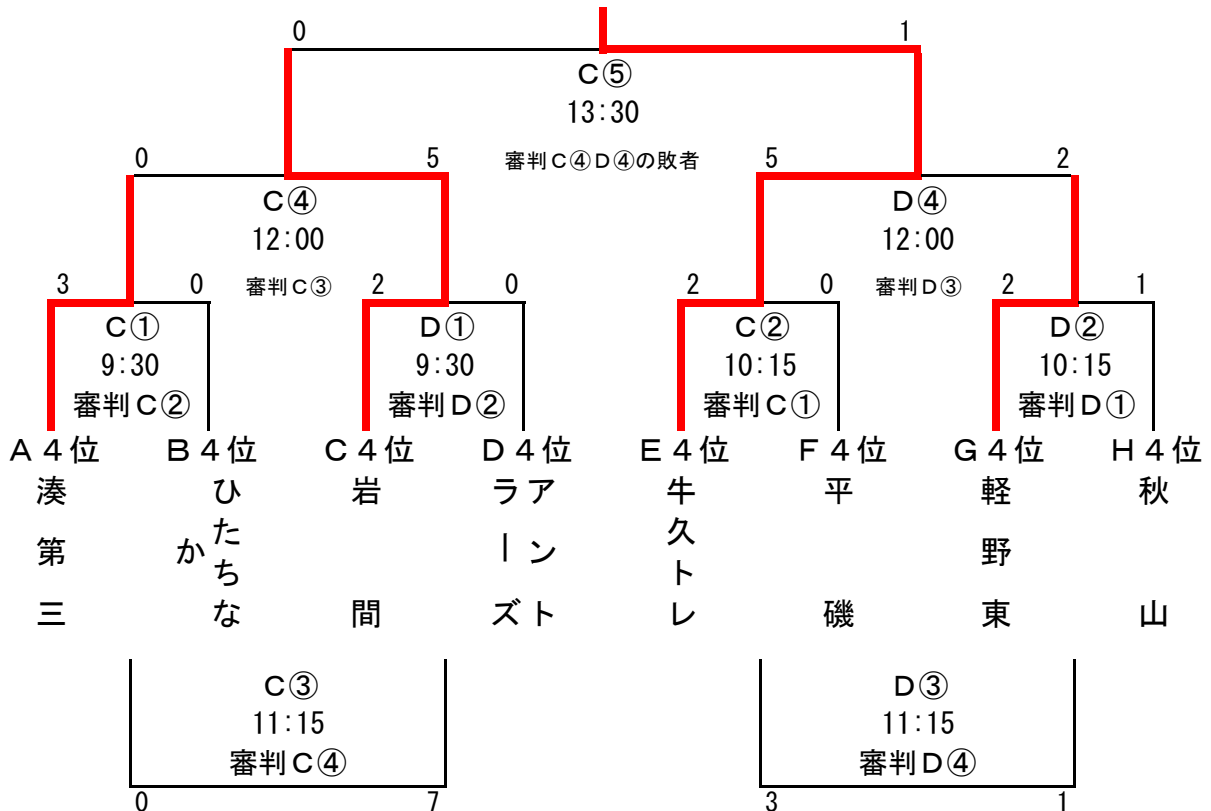 0 1
C⑤
13:30
審判C④D④の敗者
0 5 5 2
C④ D④
12:00 12:00
審判C③ 審判D③
3 0 2 0 2 0 2 1
C① D① C② D②
9:30 9:30 10:15 10:15
審判C② 審判D② 審判C① 審判D①
A4位 B4位 C4位 D4位 E4位 F4位 G4位 H4位
湊第三
ひたちな
か
岩間
アント
ラーズ
牛久トレ
平磯
軽野東
秋山
C③ D③
11:15 11:15
審判C④ 審判D④
0 7 3 1